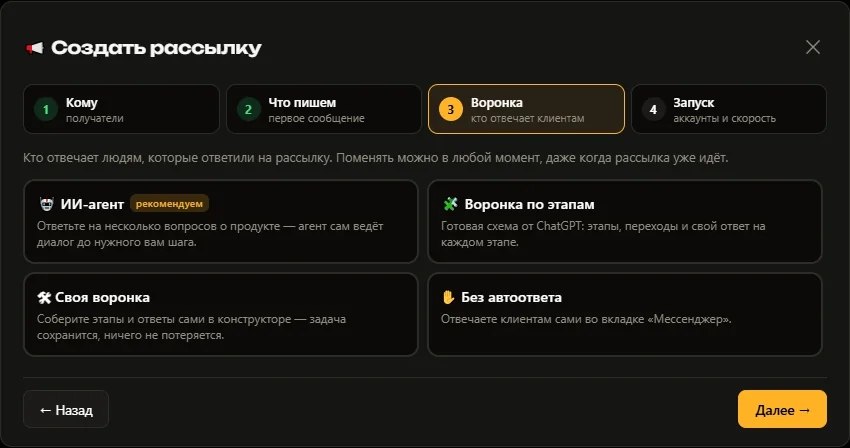 Создать рассылку
1 Кому
получатели
2 Что пишем
первое сообщение
3 Воронка
кто отвечает клиентам
4 Запуск
аккаунты и скорость
Кто отвечает людям, которые ответили на рассылку. Поменять можно в любой момент, даже когда рассылка уже идёт.
ИИ-агент рекомендуем
Ответьте на несколько вопросов о продукте — агент сам ведёт
диалог до нужного вам шага.
Воронка по этапам
Готовая схема от ChatGPT: этапы, переходы и свой ответ на
каждом этапе.
Своя воронка
Соберите этапы и ответы сами в конструкторе — задача
сохранится, ничего не потеряется.
Без автоответа
Отвечаете клиентам сами во вкладке «Мессенджер».
← Назад
Далее →